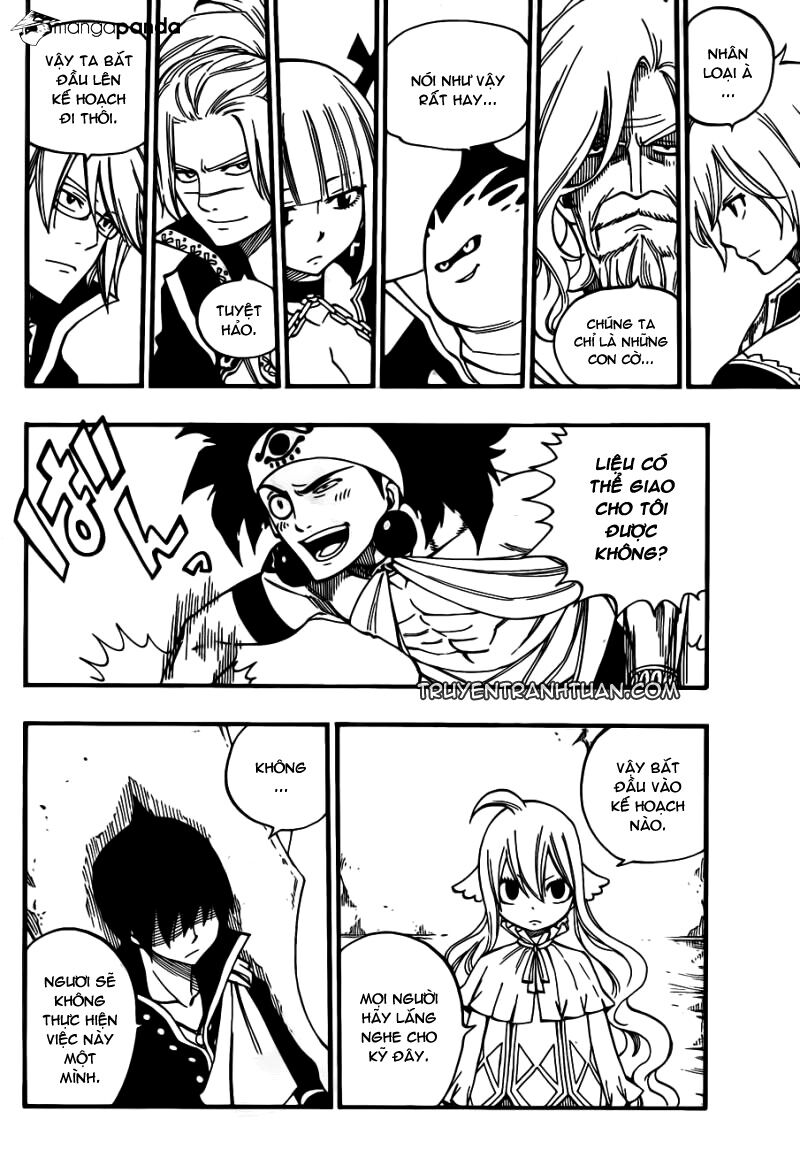 mangapanda
NHÂN
LOẠI À
...
CHÚNG TA
CHỈ LÀ NHỮNG
CON CỜ...
NÓI NHƯ VẬY
RẤT HAY...
TUYỆT
HẢO.
VẬY TA BẮT
ĐẦU LÊN
KẾ HOẠCH
ĐI THÔI.
LIỆU CÓ
THỂ GIAO
CHO TÔI
ĐƯỢC
KHÔNG?
ばんっ
TRUYENTRANHTUAN.COM
VẬY BẮT
ĐẦU VÀO
KẾ HOẠCH
NÀO.
MỌI NGƯỜI
HÃY LẮNG
NGHE CHO
KỸ ĐÂY.
KHÔNG
...
NGƯƠI SẼ
KHÔNG
THỰC HIỆN
VIỆC NÀY
MỘT
MÌNH.